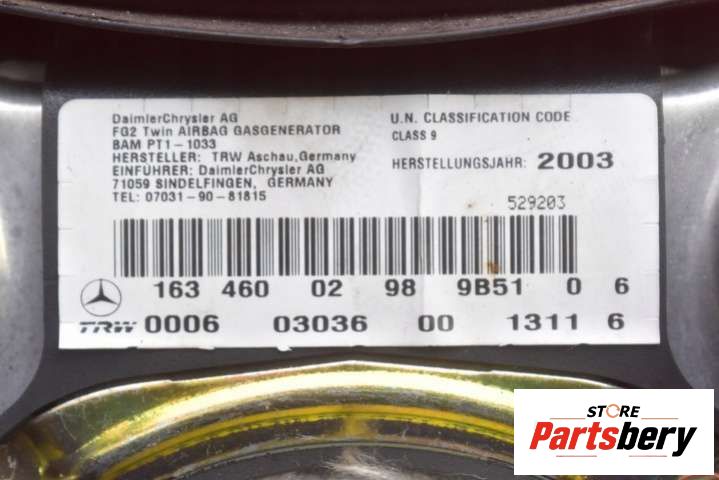 DaimlerChrysler AG
FG2 Twin AIRBAG GASGENERATOR
BAM PT1-1033
HERSTELLER: TRW Aschau,Germany
EINFÜHRER: DaimlerChrysler AG
71059 SINDELFINGEN, GERMANY
TEL: 07031-90-81815
U.N. CLASSIFICATION CODE
CLASS 9
HERSTELLUNGSJAHR: 2003
529203
163 460 02 98 9B51 0 6
TRW 0006 03036 00 1311 6
STORE
Partsbery